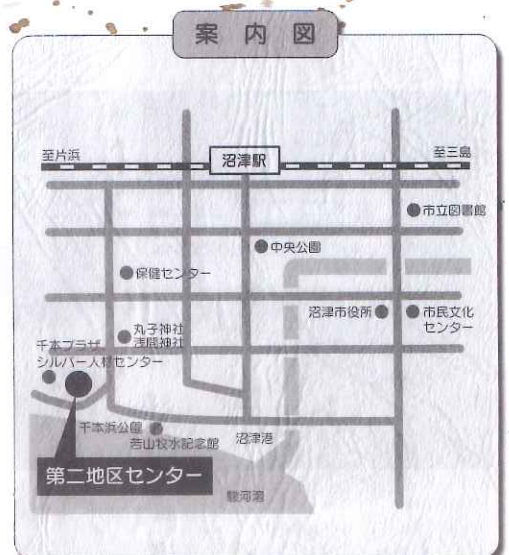 案内図
至片浜
沼津駅
至三島
市立図書館
中央公園
保健センター
沼津市役所
市民文化
センター
丸子神社
浅間神社
千本プラザ
シルバー人材センター
千本浜公園
若山牧水記念館
沼津港
第二地区センター
駿河湾